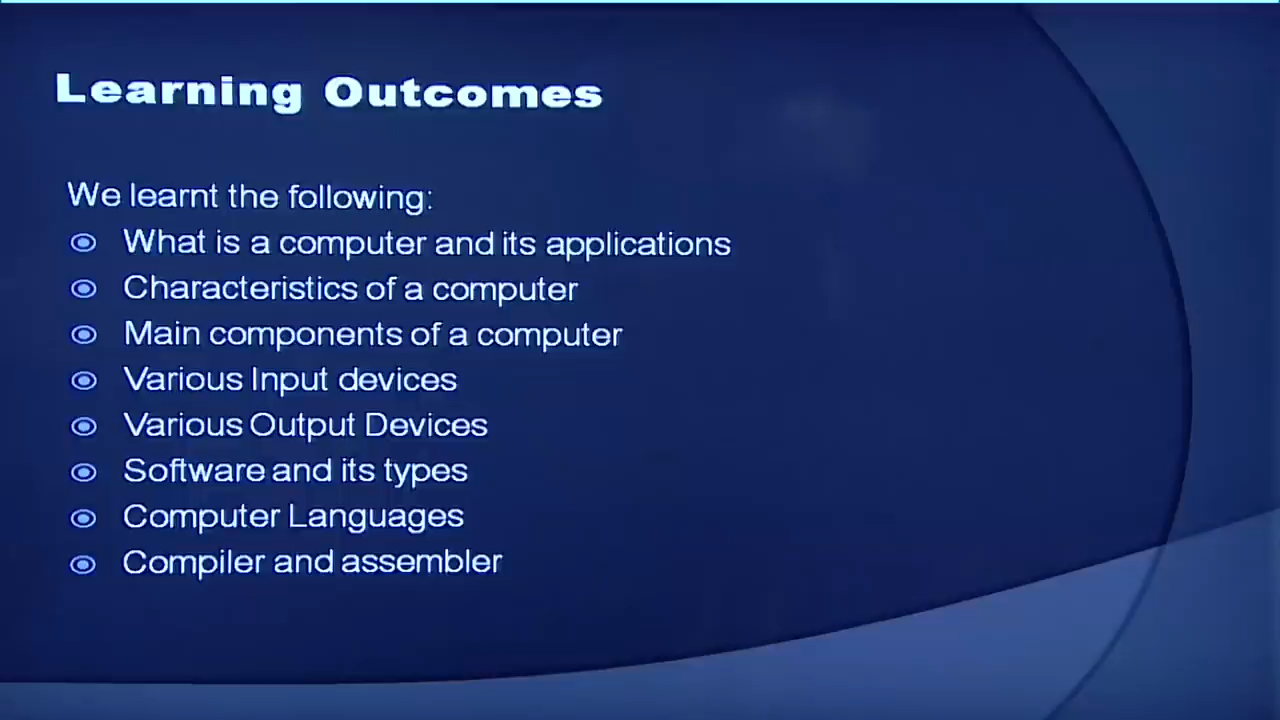 Learning Outcomes
We learnt the following:
What is a computer and its applications
Characteristics of a computer
Main components of a computer
Various Input devices
Various Output Devices
Software and its types
Computer Languages
Compiler and assembler